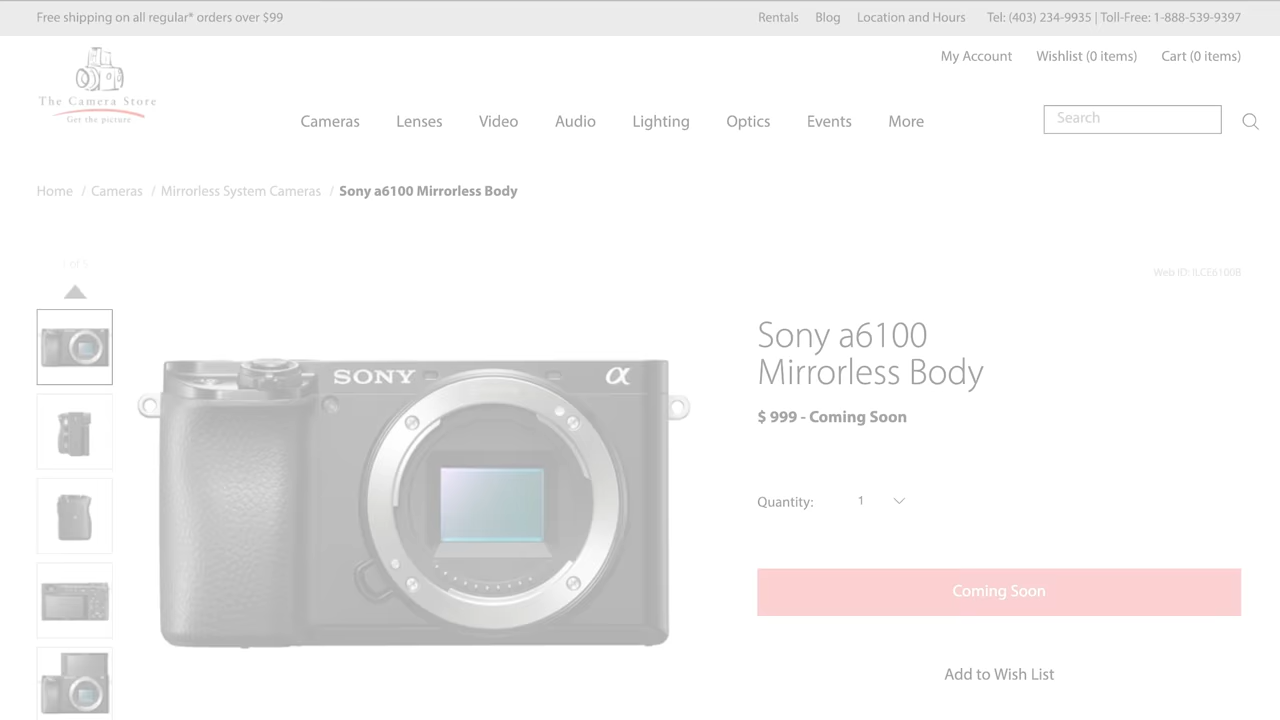 Free shipping on all regular* orders over $99
Rentals Blog Location and Hours Tel: (403) 234-9935 | Toll-Free: 1-888-539-9397
My Account Wishlist (0 items) Cart (0 items)
The Camera Store
Get the picture
Cameras Lenses Video Audio Lighting Optics Events More
Search
Home / Cameras / Mirrorless System Cameras / Sony a6100 Mirrorless Body
of 5
Web ID: ILCE6100B
SONY α
Sony a6100
Mirrorless Body
$ 999 - Coming Soon
Quantity: 1
Coming Soon
Add to Wish List